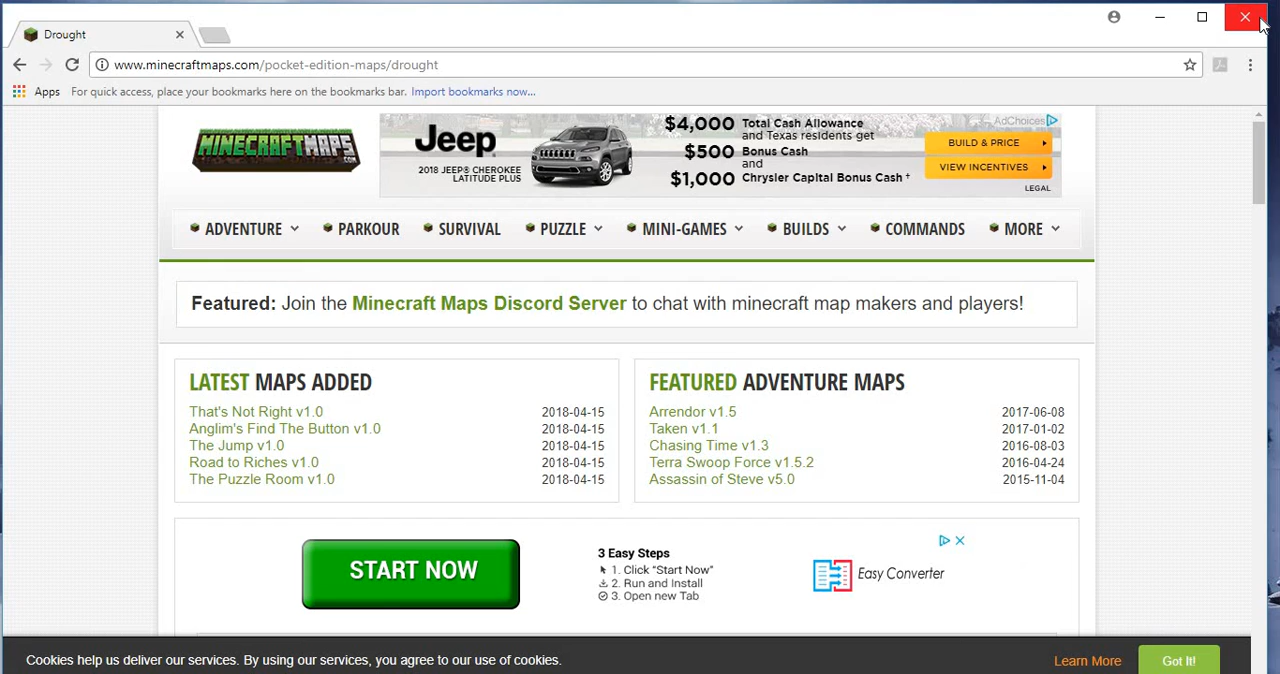 Drought
www.minecraftmaps.com/pocket-edition-maps/drought
Apps For quick access, place your bookmarks here on the bookmarks bar. Import bookmarks now...
MINECRAFTMAPS
.COM
Jeep
2018 JEEP® CHEROKEE
LATITUDE PLUS
$4,000 Total Cash Allowance
and Texas residents get
$500 Bonus Cash
and
$1,000 Chrysler Capital Bonus Cash †
AdChoices
BUILD & PRICE
VIEW INCENTIVES
LEGAL
ADVENTURE PARKOUR SURVIVAL PUZZLE MINI-GAMES BUILDS COMMANDS MORE
Featured: Join the Minecraft Maps Discord Server to chat with minecraft map makers and players!
LATEST MAPS ADDED
That's Not Right v1.0 2018-04-15
Anglim's Find The Button v1.0 2018-04-15
The Jump v1.0 2018-04-15
Road to Riches v1.0 2018-04-15
The Puzzle Room v1.0 2018-04-15
FEATURED ADVENTURE MAPS
Arrendor v1.5 2017-06-08
Taken v1.1 2017-01-02
Chasing Time v1.3 2016-08-03
Terra Swoop Force v1.5.2 2016-04-24
Assassin of Steve v5.0 2015-11-04
START NOW
3 Easy Steps
1. Click "Start Now"
2. Run and Install
3. Open new Tab
Easy Converter
Cookies help us deliver our services. By using our services, you agree to our use of cookies. Learn More Got It!